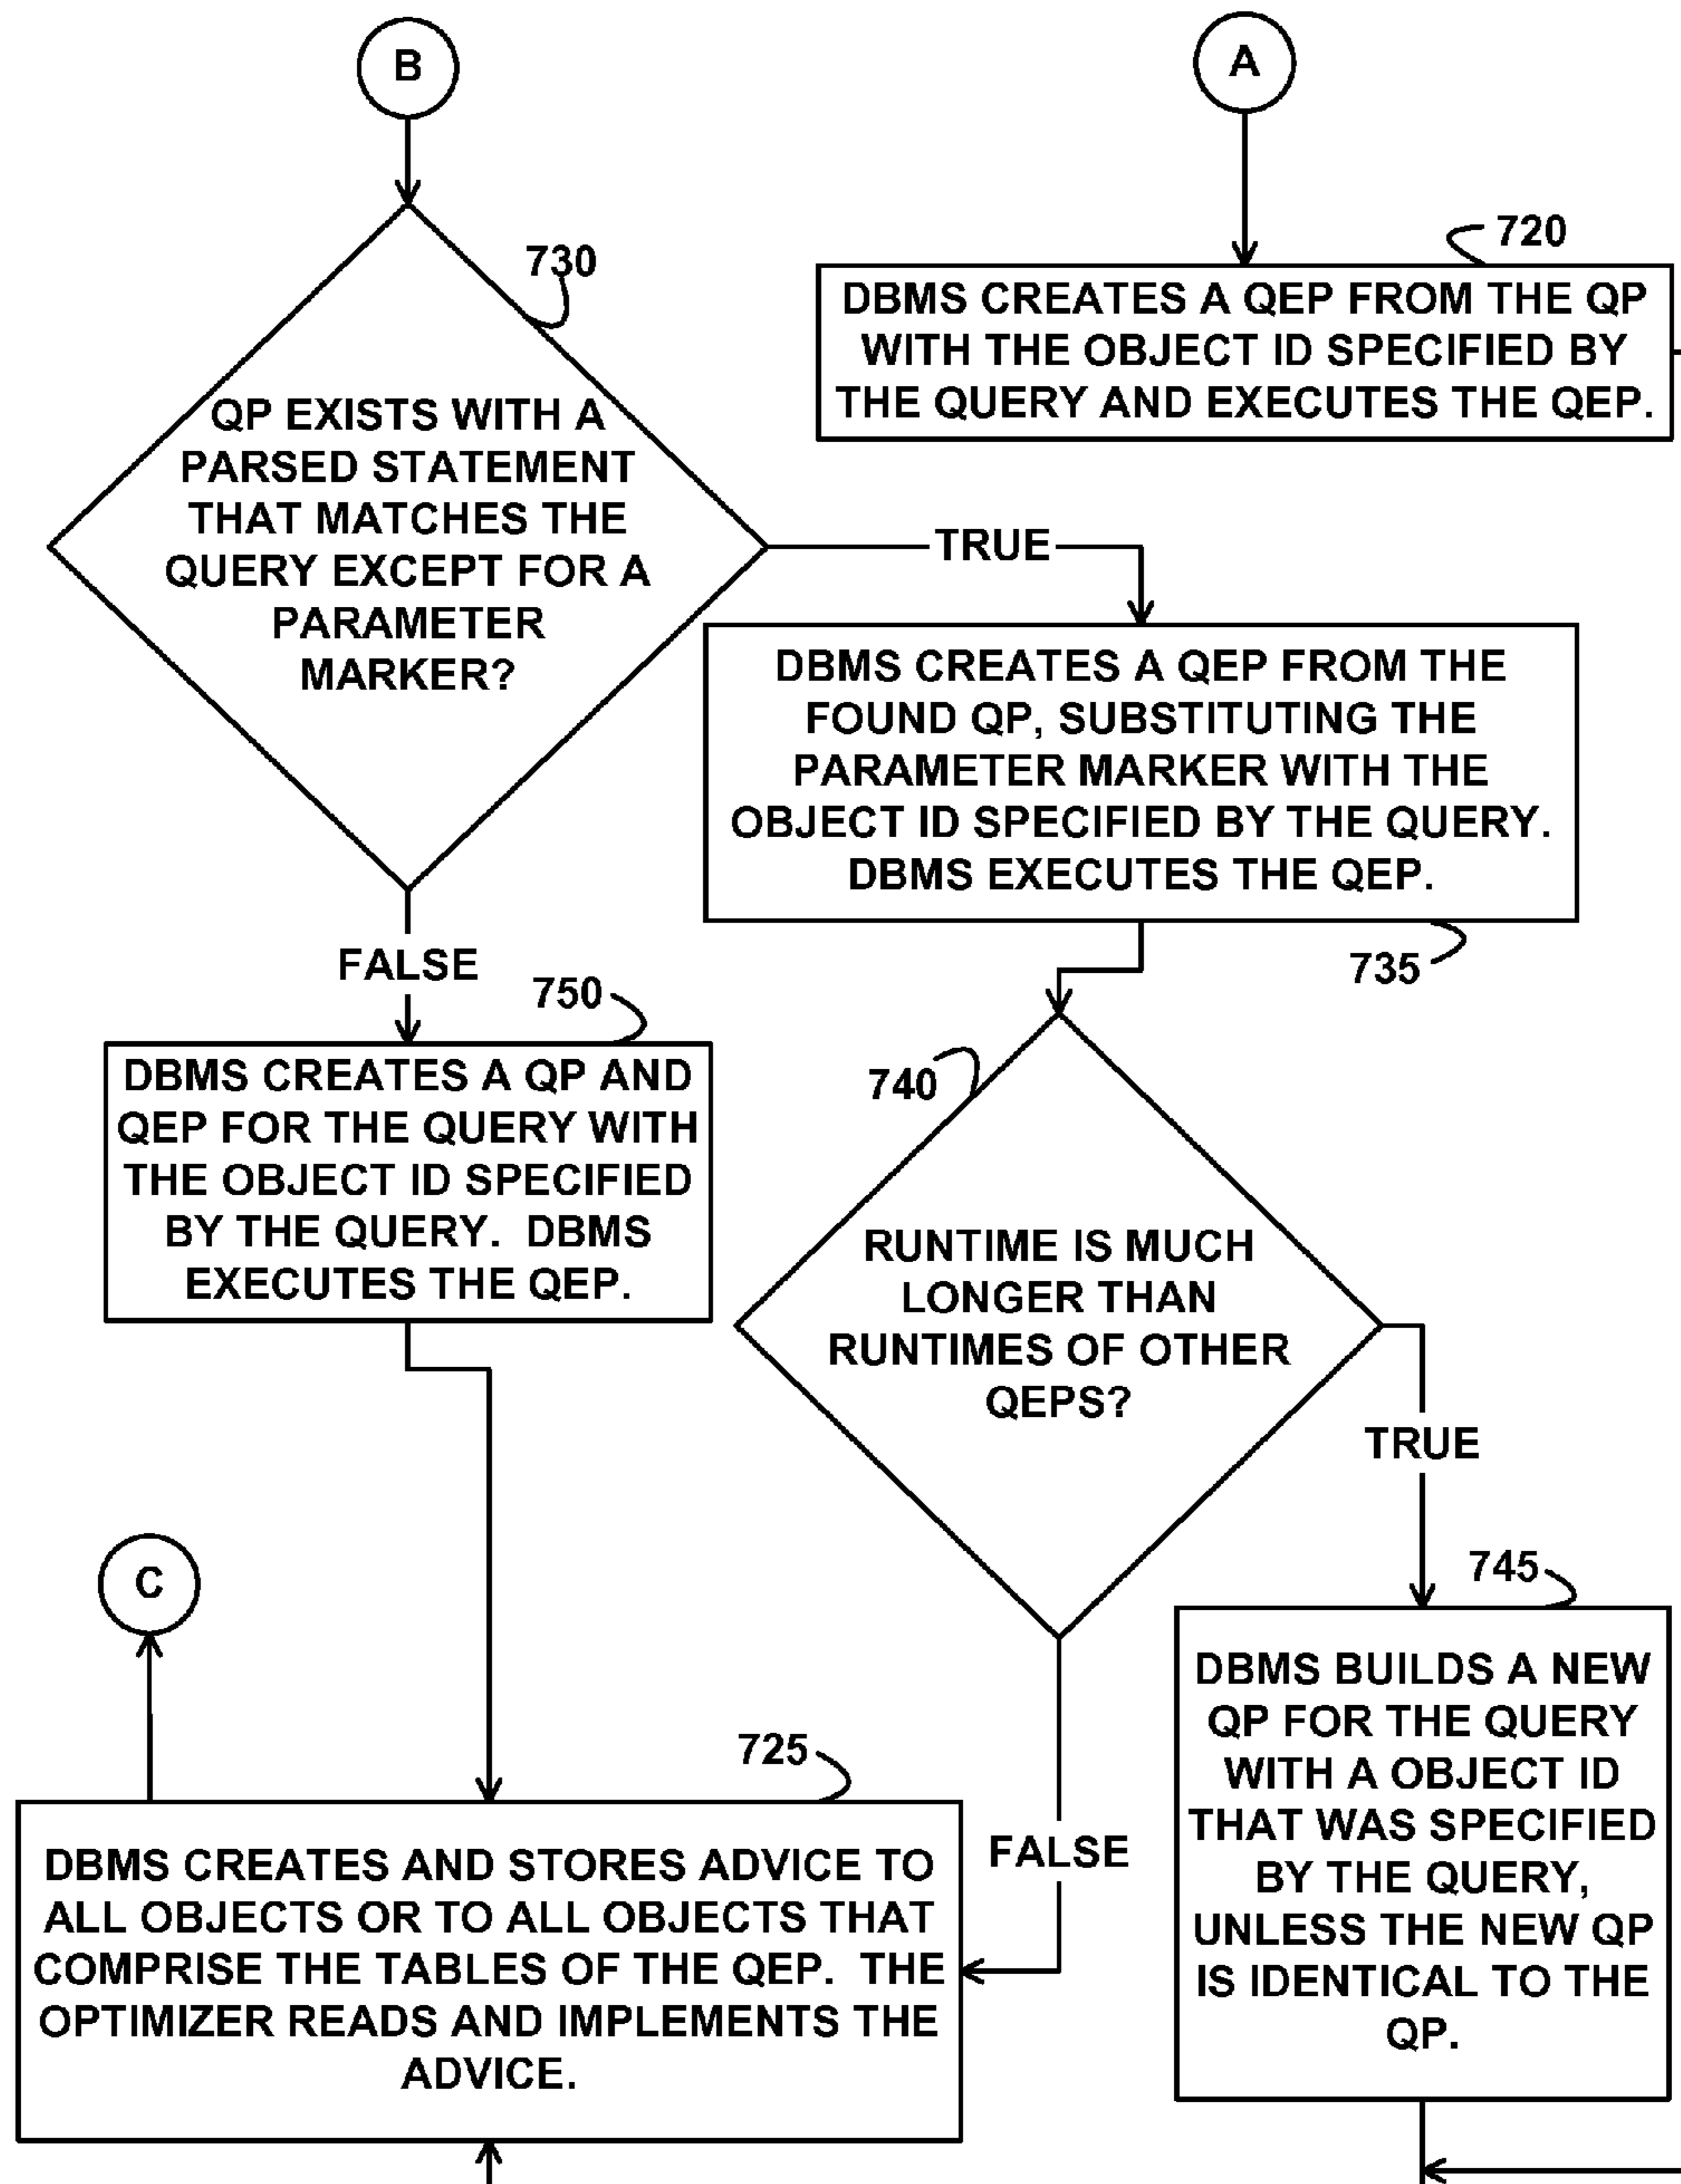 B
A
730
720
DBMS CREATES A QEP FROM THE QP
WITH THE OBJECT ID SPECIFIED BY
THE QUERY AND EXECUTES THE QEP.
QP EXISTS WITH A
PARSED STATEMENT
THAT MATCHES THE
QUERY EXCEPT FOR A
PARAMETER
MARKER?
TRUE
DBMS CREATES A QEP FROM THE
FOUND QP, SUBSTITUTING THE
PARAMETER MARKER WITH THE
OBJECT ID SPECIFIED BY THE QUERY.
DBMS EXECUTES THE QEP.
735
FALSE
750
DBMS CREATES A QP AND
QEP FOR THE QUERY WITH
THE OBJECT ID SPECIFIED
BY THE QUERY. DBMS
EXECUTES THE QEP.
740
RUNTIME IS MUCH
LONGER THAN
RUNTIMES OF OTHER
QEPS?
TRUE
FALSE
745
DBMS BUILDS A NEW
QP FOR THE QUERY
WITH A OBJECT ID
THAT WAS SPECIFIED
BY THE QUERY,
UNLESS THE NEW QP
IS IDENTICAL TO THE
QP.
C
725
DBMS CREATES AND STORES ADVICE TO
ALL OBJECTS OR TO ALL OBJECTS THAT
COMPRISE THE TABLES OF THE QEP. THE
OPTIMIZER READS AND IMPLEMENTS THE
ADVICE.